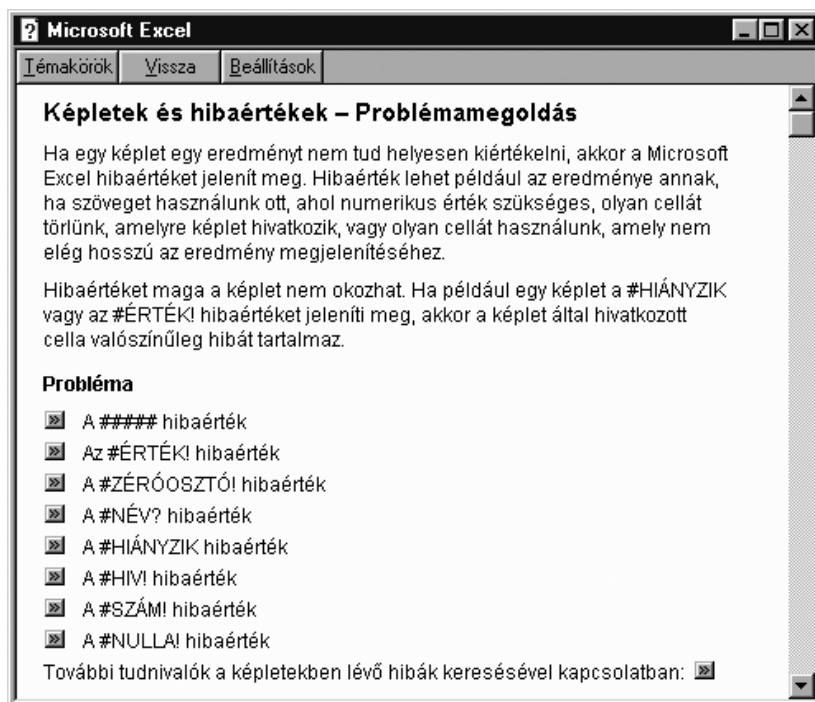 Microsoft Excel
Témakörök Vissza Beállítások
Képletek és hibaértékek – Problémamegoldás
Ha egy képlet egy eredményt nem tud helyesen kiértékelni, akkor a Microsoft
Excel hibaértéket jelenít meg. Hibaérték lehet például az eredménye annak,
ha szöveget használunk ott, ahol numerikus érték szükséges, olyan cellát
törlünk, amelyre képlet hivatkozik, vagy olyan cellát használunk, amely nem
elég hosszú az eredmény megjelenítéséhez.
Hibaértéket maga a képlet nem okozhat. Ha például egy képlet a #HIÁNYZIK
vagy az #ÉRTÉK! hibaértéket jeleníti meg, akkor a képlet által hivatkozott
cella valószínűleg hibát tartalmaz.
Probléma
A ##### hibaérték
Az #ÉRTÉK! hibaérték
A #ZÉRÓOSZTÓ! hibaérték
A #NÉV? hibaérték
A #HIÁNYZIK hibaérték
A #HIV! hibaérték
A #SZÁM! hibaérték
A #NULLA! hibaérték
További tudnivalók a képletekben lévő hibák keresésével kapcsolatban: